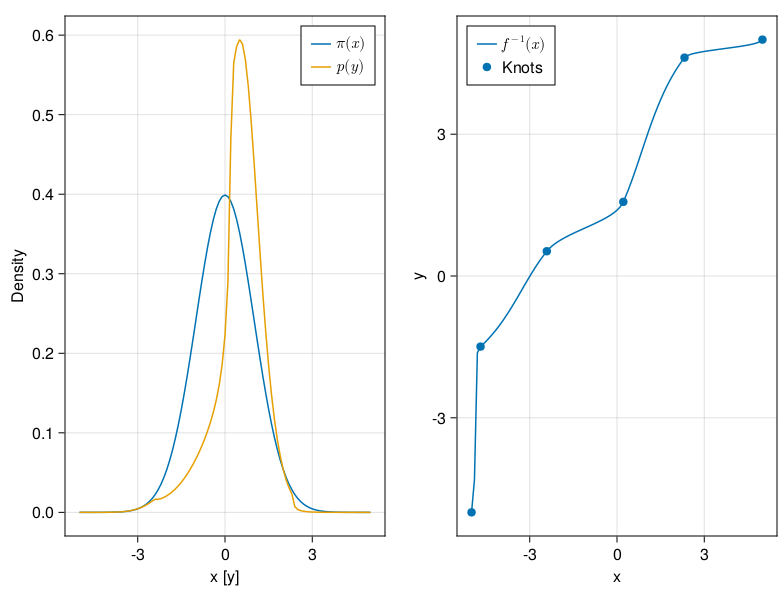 π(x)
p(y)
0.6
0.5
0.4
0.3
0.2
0.1
0.0
Density
-3 0 3
x [y]
f⁻¹(x)
Knots
3
0
-3
y
-3 0 3
x